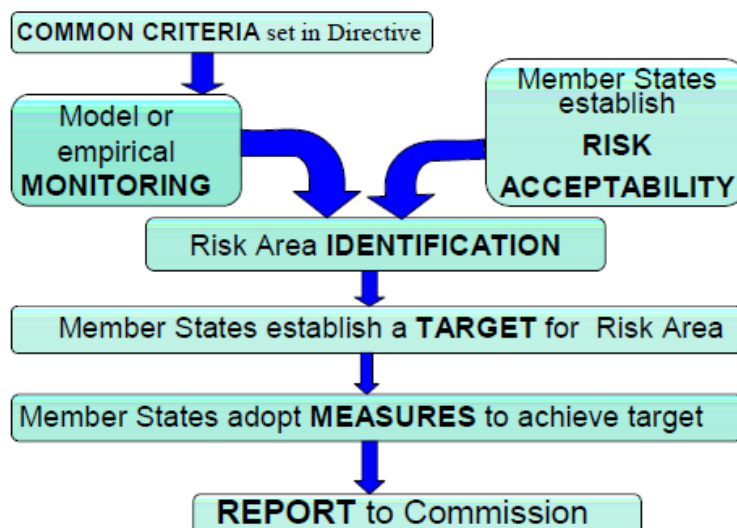 COMMON CRITERIA set in Directive
Model or
empirical
MONITORING
Member States
establish
RISK
ACCEPTABILITY
Risk Area IDENTIFICATION
Member States establish a TARGET for Risk Area
Member States adopt MEASURES to achieve target
REPORT to Commission